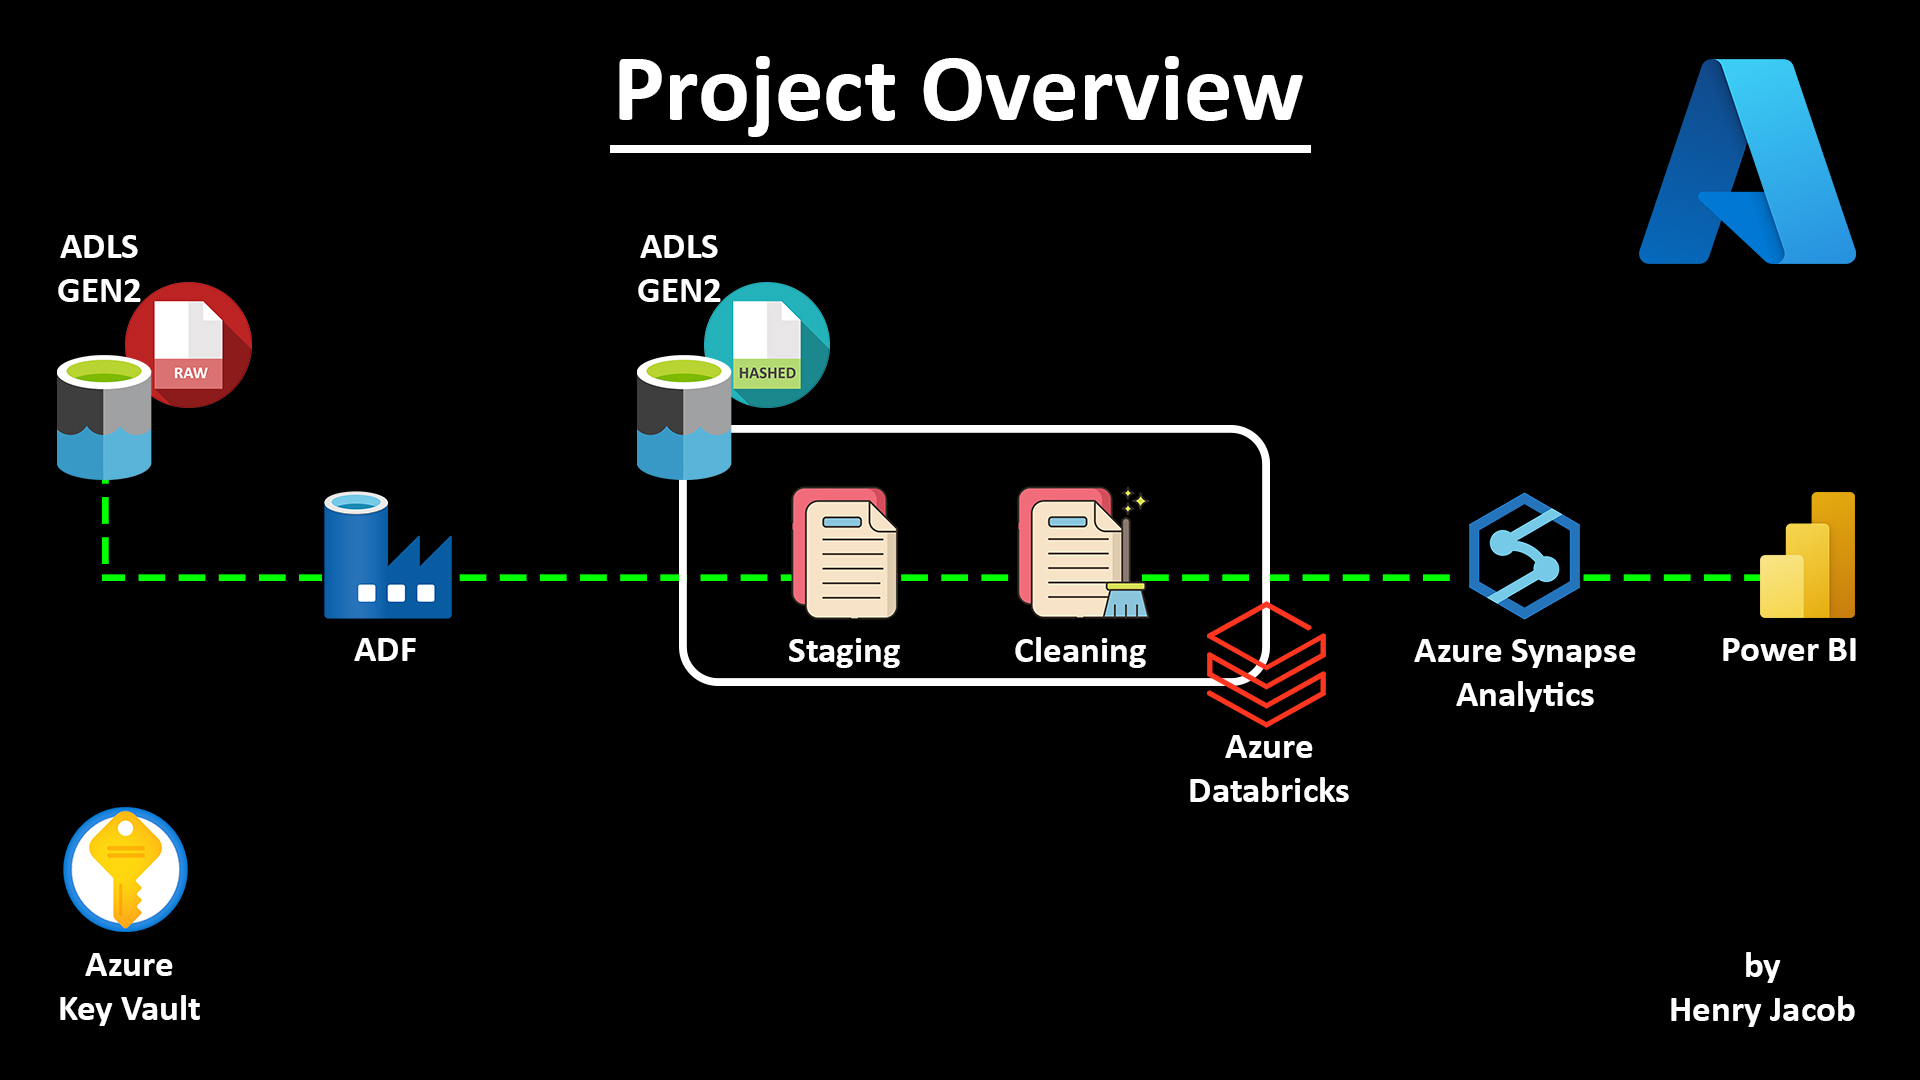 Project Overview
ADLS
GEN2
RAW
ADLS
GEN2
HASHED
ADF
Staging
Cleaning
Azure
Databricks
Azure Synapse
Analytics
Power BI
Azure
Key Vault
by
Henry Jacob